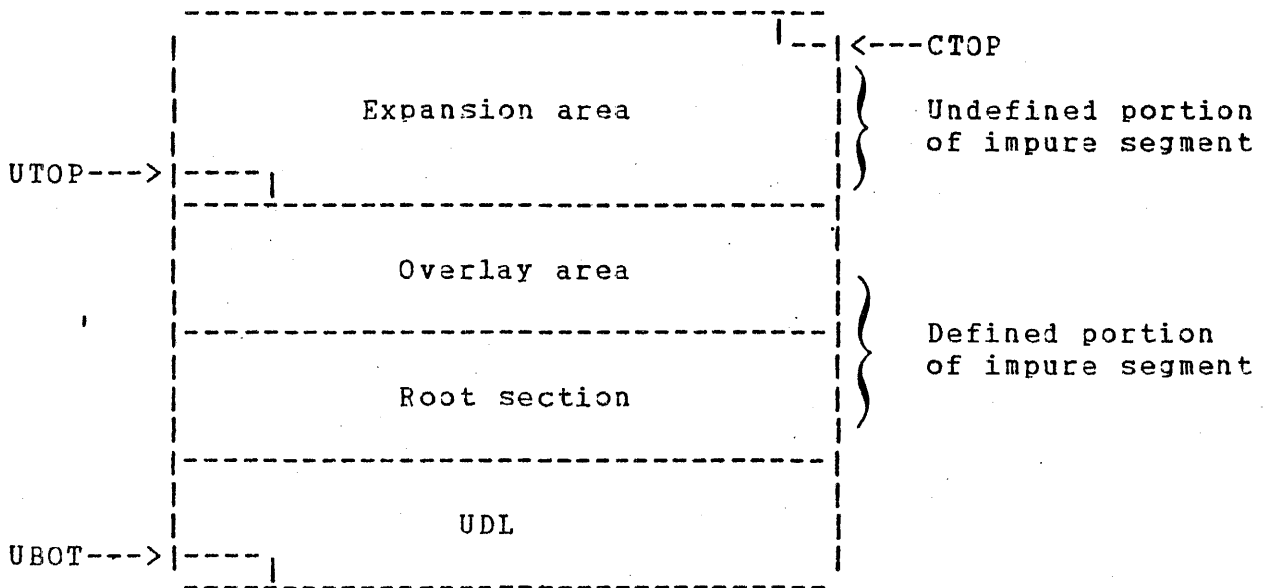 <---CTOP
Expansion area
Undefined portion
of impure segment
UTOP--->
Overlay area
Defined portion
of impure segment
Root section
UDL
UBOT--->